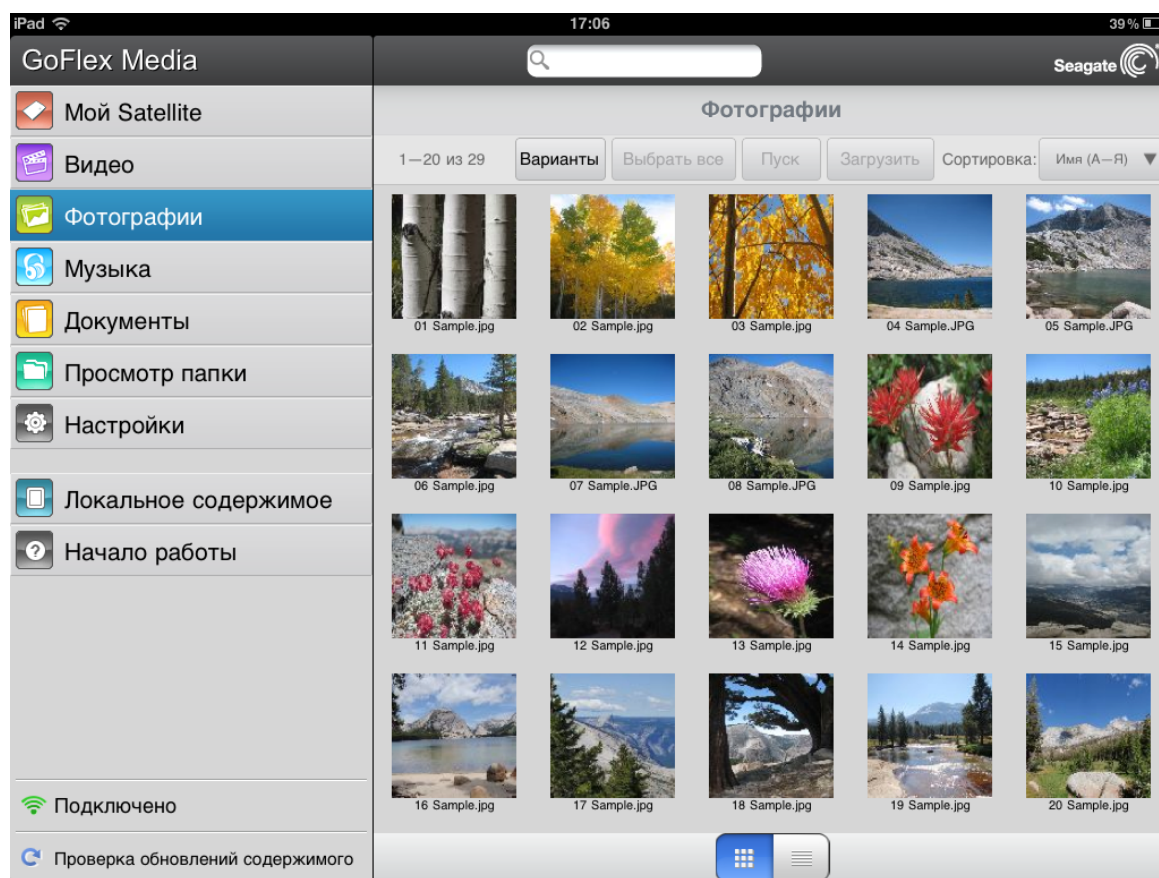 iPad
17:06
39 %
GoFlex Media
Seagate
Мой Satellite
Видео
Фотографии
Музыка
Документы
Просмотр папки
Настройки
Локальное содержимое
Начало работы
Подключено
Проверка обновлений содержимого
Фотографии
1—20 из 29
Варианты
Выбрать все
Пуск
Загрузить
Сортировка:
Имя (А—Я)
01 Sample.jpg
02 Sample.jpg
03 Sample.jpg
04 Sample.JPG
05 Sample.JPG
06 Sample.jpg
07 Sample.JPG
08 Sample.JPG
09 Sample.jpg
10 Sample.jpg
11 Sample.jpg
12 Sample.jpg
13 Sample.jpg
14 Sample.jpg
15 Sample.jpg
16 Sample.jpg
17 Sample.jpg
18 Sample.jpg
19 Sample.jpg
20 Sample.jpg